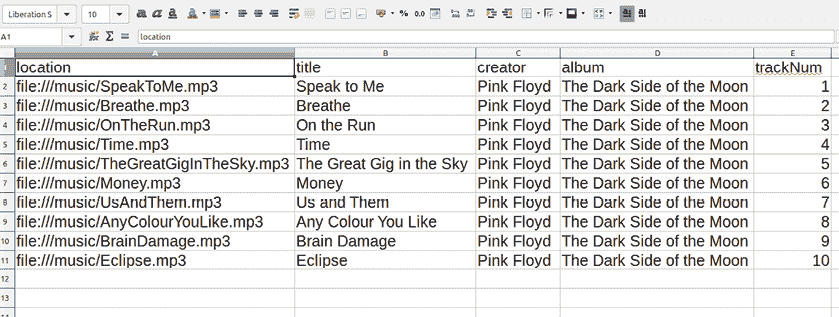 Liberation S 10
A1 location
A B C D E
1 location title creator album trackNum
2 file:///music/SpeakToMe.mp3 Speak to Me Pink Floyd The Dark Side of the Moon 1
3 file:///music/Breathe.mp3 Breathe Pink Floyd The Dark Side of the Moon 2
4 file:///music/OnTheRun.mp3 On the Run Pink Floyd The Dark Side of the Moon 3
5 file:///music/Time.mp3 Time Pink Floyd The Dark Side of the Moon 4
6 file:///music/TheGreatGigInTheSky.mp3 The Great Gig in the Sky Pink Floyd The Dark Side of the Moon 5
7 file:///music/Money.mp3 Money Pink Floyd The Dark Side of the Moon 6
8 file:///music/UsAndThem.mp3 Us and Them Pink Floyd The Dark Side of the Moon 7
9 file:///music/AnyColourYouLike.mp3 Any Colour You Like Pink Floyd The Dark Side of the Moon 8
10 file:///music/BrainDamage.mp3 Brain Damage Pink Floyd The Dark Side of the Moon 9
11 file:///music/Eclipse.mp3 Eclipse Pink Floyd The Dark Side of the Moon 10
12
13